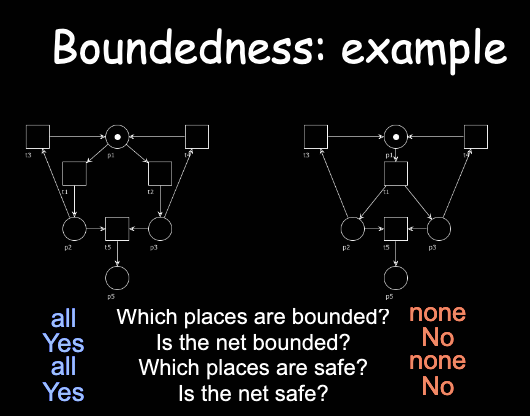 Boundedness: example
t3 p1 t4
t1 t2
p2 t5 p3
p5
t3 p1 t4
t1
p2 t5 p3
p5
all Which places are bounded? none
Yes Is the net bounded? No
all Which places are safe? none
Yes Is the net safe? No